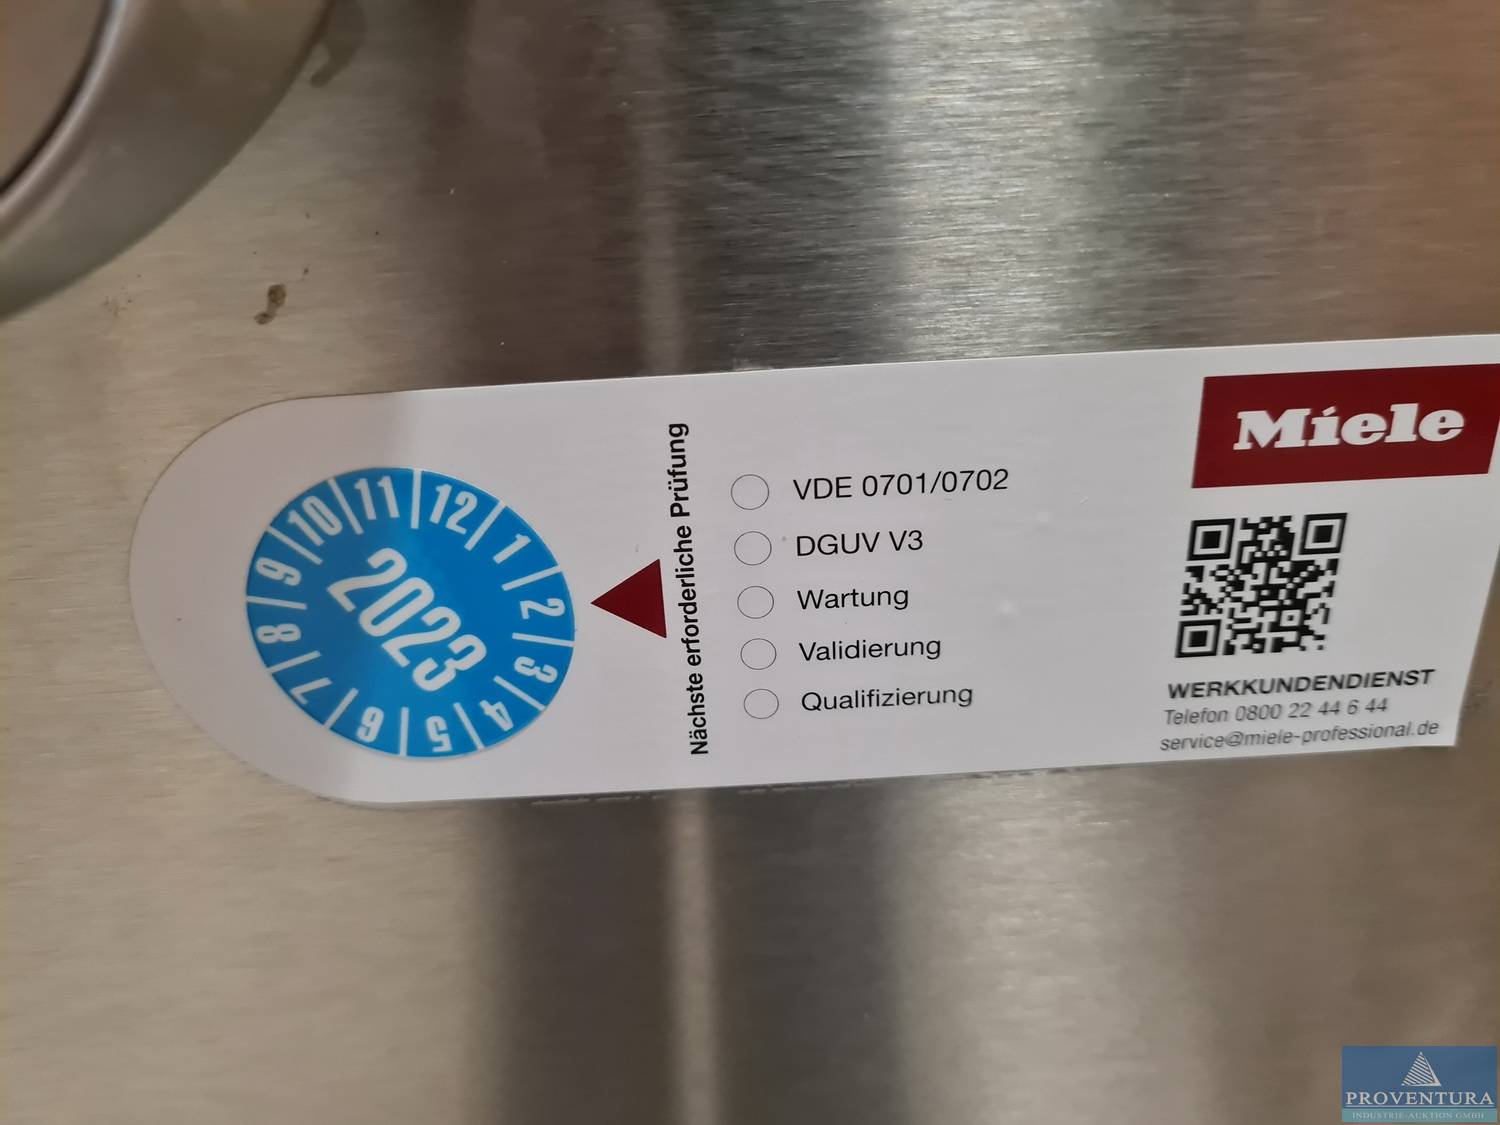 Miele
VDE 0701/0702
DGUV V3
Wartung
Validierung
Qualifizierung
Nächste erforderliche Prüfung
2023
1
2
3
4
5
6
7
8
9
10
11
12
WERKKUNDENDIENST
Telefon 0800 22 44 6 44
service@miele-professional.de
PROVENTURA
INDUSTRIE-AUKTION GMBH